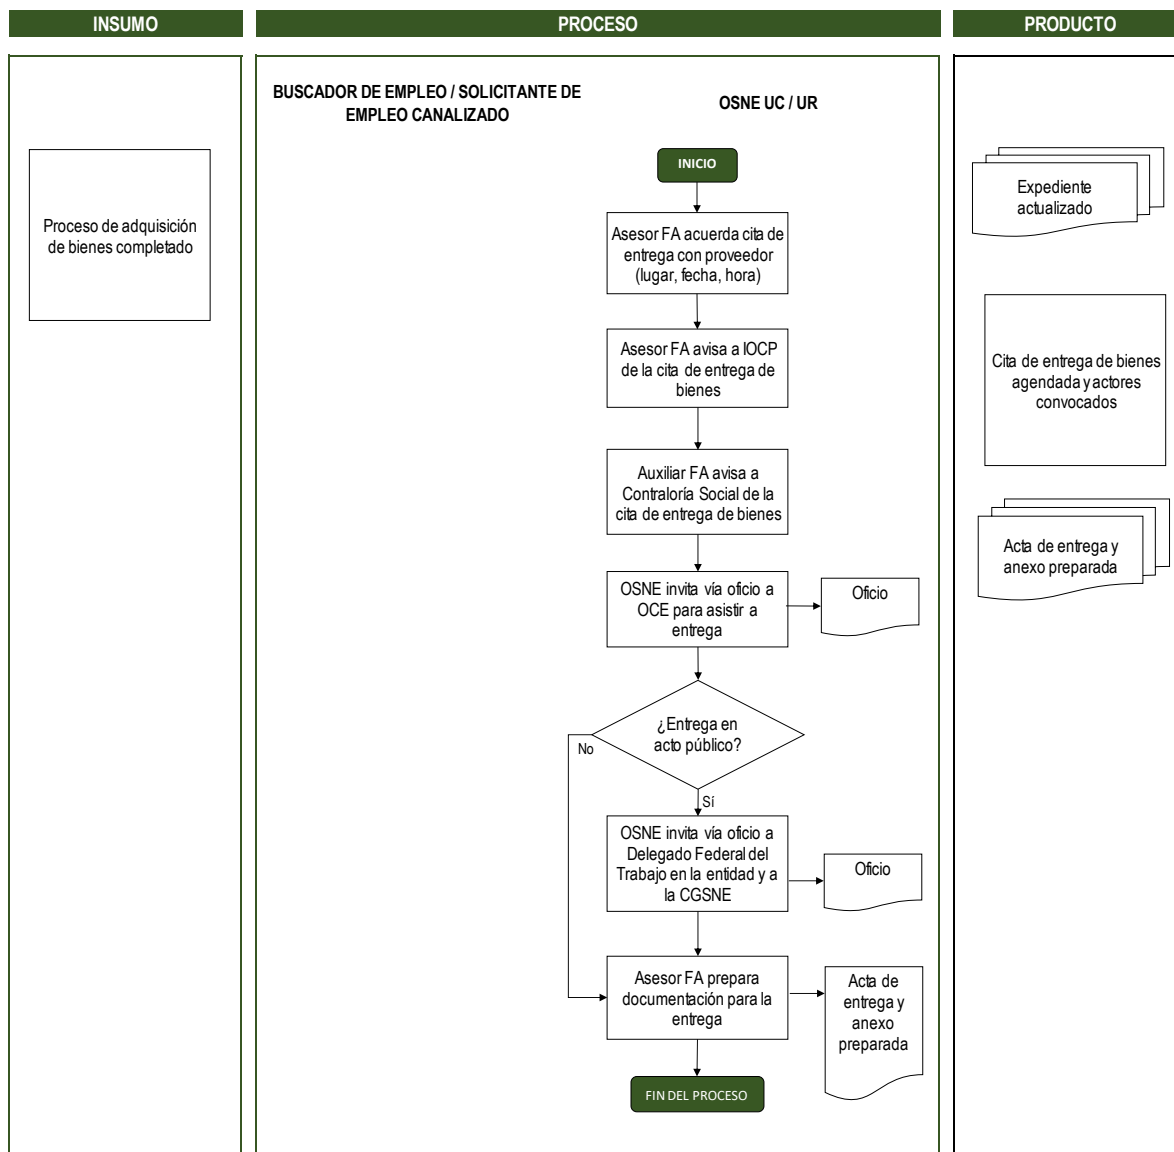 INSUMO
PROCESO
PRODUCTO
BUSCADOR DE EMPLEO / SOLICITANTE DE
EMPLEO CANALIZADO
OSNE UC / UR
Proceso de adquisición
de bienes completado
INICIO
Asesor FA acuerda cita de
entrega con proveedor
(lugar, fecha, hora)
Asesor FA avisa a IOCP
de la cita de entrega de
bienes
Auxiliar FA avisa a
Contraloría Social de la
cita de entrega de bienes
OSNE invita vía oficio a
OCE para asistir a
entrega
Oficio
¿Entrega en
acto público?
No
Sí
OSNE invita vía oficio a
Delegado Federal del
Trabajo en la entidad y a
la CGSNE
Oficio
Asesor FA prepara
documentación para la
entrega
Acta de
entrega y
anexo
preparada
FIN DEL PROCESO
Expediente
actualizado
Cita de entrega de bienes
agendada y actores
convocados
Acta de entrega y
anexo preparada